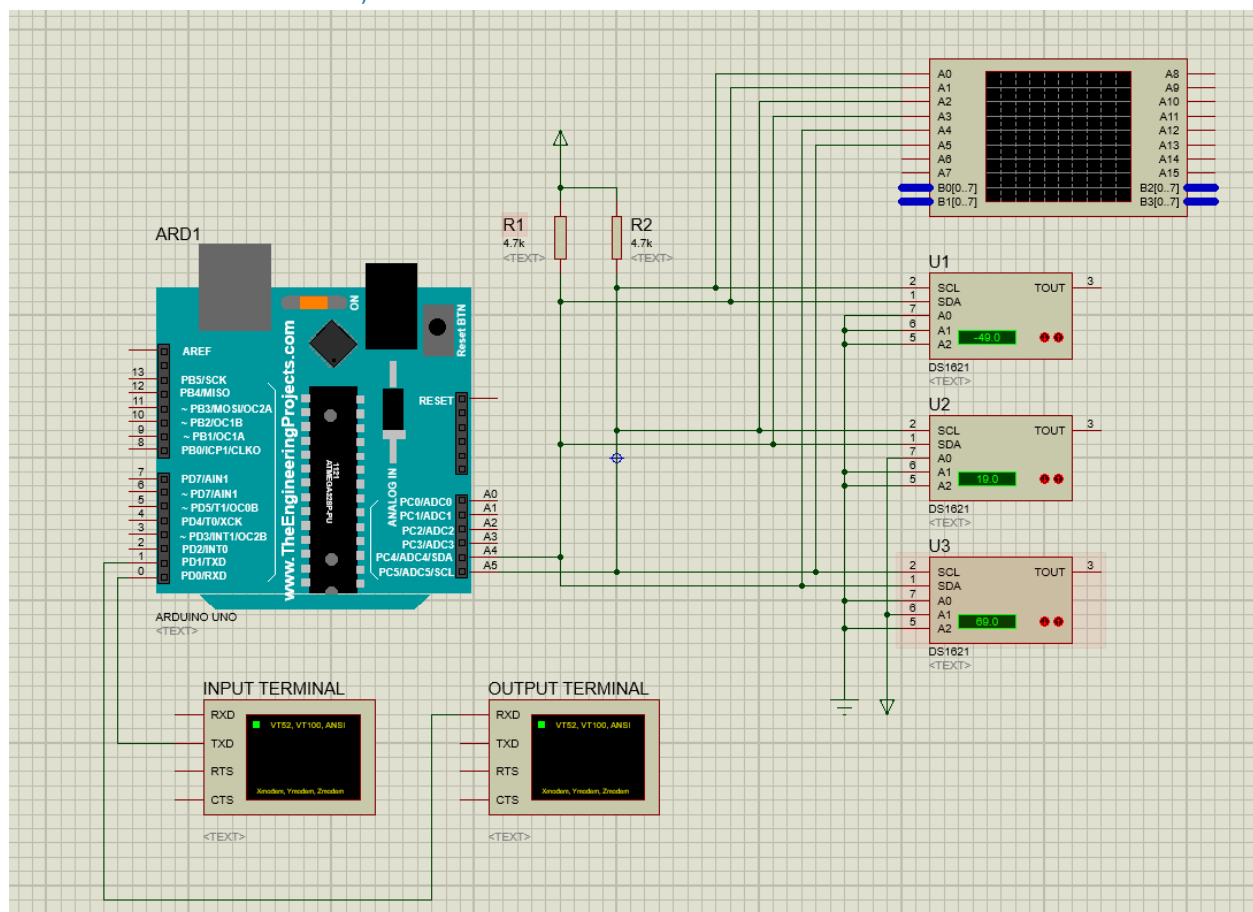 ARD1
ON
Reset BTN
www.TheEngineeringProjects.com
1121
ATMEGA328P-PU
ANALOG IN
AREF
13 PB5/SCK
12 PB4/MISO
11 ~ PB3/MOSI/OC2A
10 ~ PB2/OC1B
9 ~ PB1/OC1A
8 PB0/ICP1/CLKO
7 PD7/AIN1
6 ~ PD7/AIN1
5 ~ PD5/T1/OC0B
4 PD4/T0/XCK
3 ~ PD3/INT1/OC2B
2 PD2/INT0
1 PD1/TXD
0 PD0/RXD
RESET
PC0/ADC0 A0
PC1/ADC1 A1
PC2/ADC2 A2
PC3/ADC3 A3
PC4/ADC4/SDA A4
PC5/ADC5/SCL A5
ARDUINO UNO
<TEXT>
R1
4.7k
<TEXT>
R2
4.7k
<TEXT>
A0 A8
A1 A9
A2 A10
A3 A11
A4 A12
A5 A13
A6 A14
A7 A15
B0[0..7] B2[0..7]
B1[0..7] B3[0..7]
U1
2 SCL TOUT 3
1 SDA
7 A0
6 A1
5 A2
-49.0
DS1621
<TEXT>
U2
2 SCL TOUT 3
1 SDA
7 A0
6 A1
5 A2
19.0
DS1621
<TEXT>
U3
2 SCL TOUT 3
1 SDA
7 A0
6 A1
5 A2
69.0
DS1621
<TEXT>
INPUT TERMINAL
RXD
TXD
RTS
CTS
VT52, VT100, ANSI
Xmodem, Ymodem, Zmodem
<TEXT>
OUTPUT TERMINAL
RXD
TXD
RTS
CTS
VT52, VT100, ANSI
Xmodem, Ymodem, Zmodem
<TEXT>